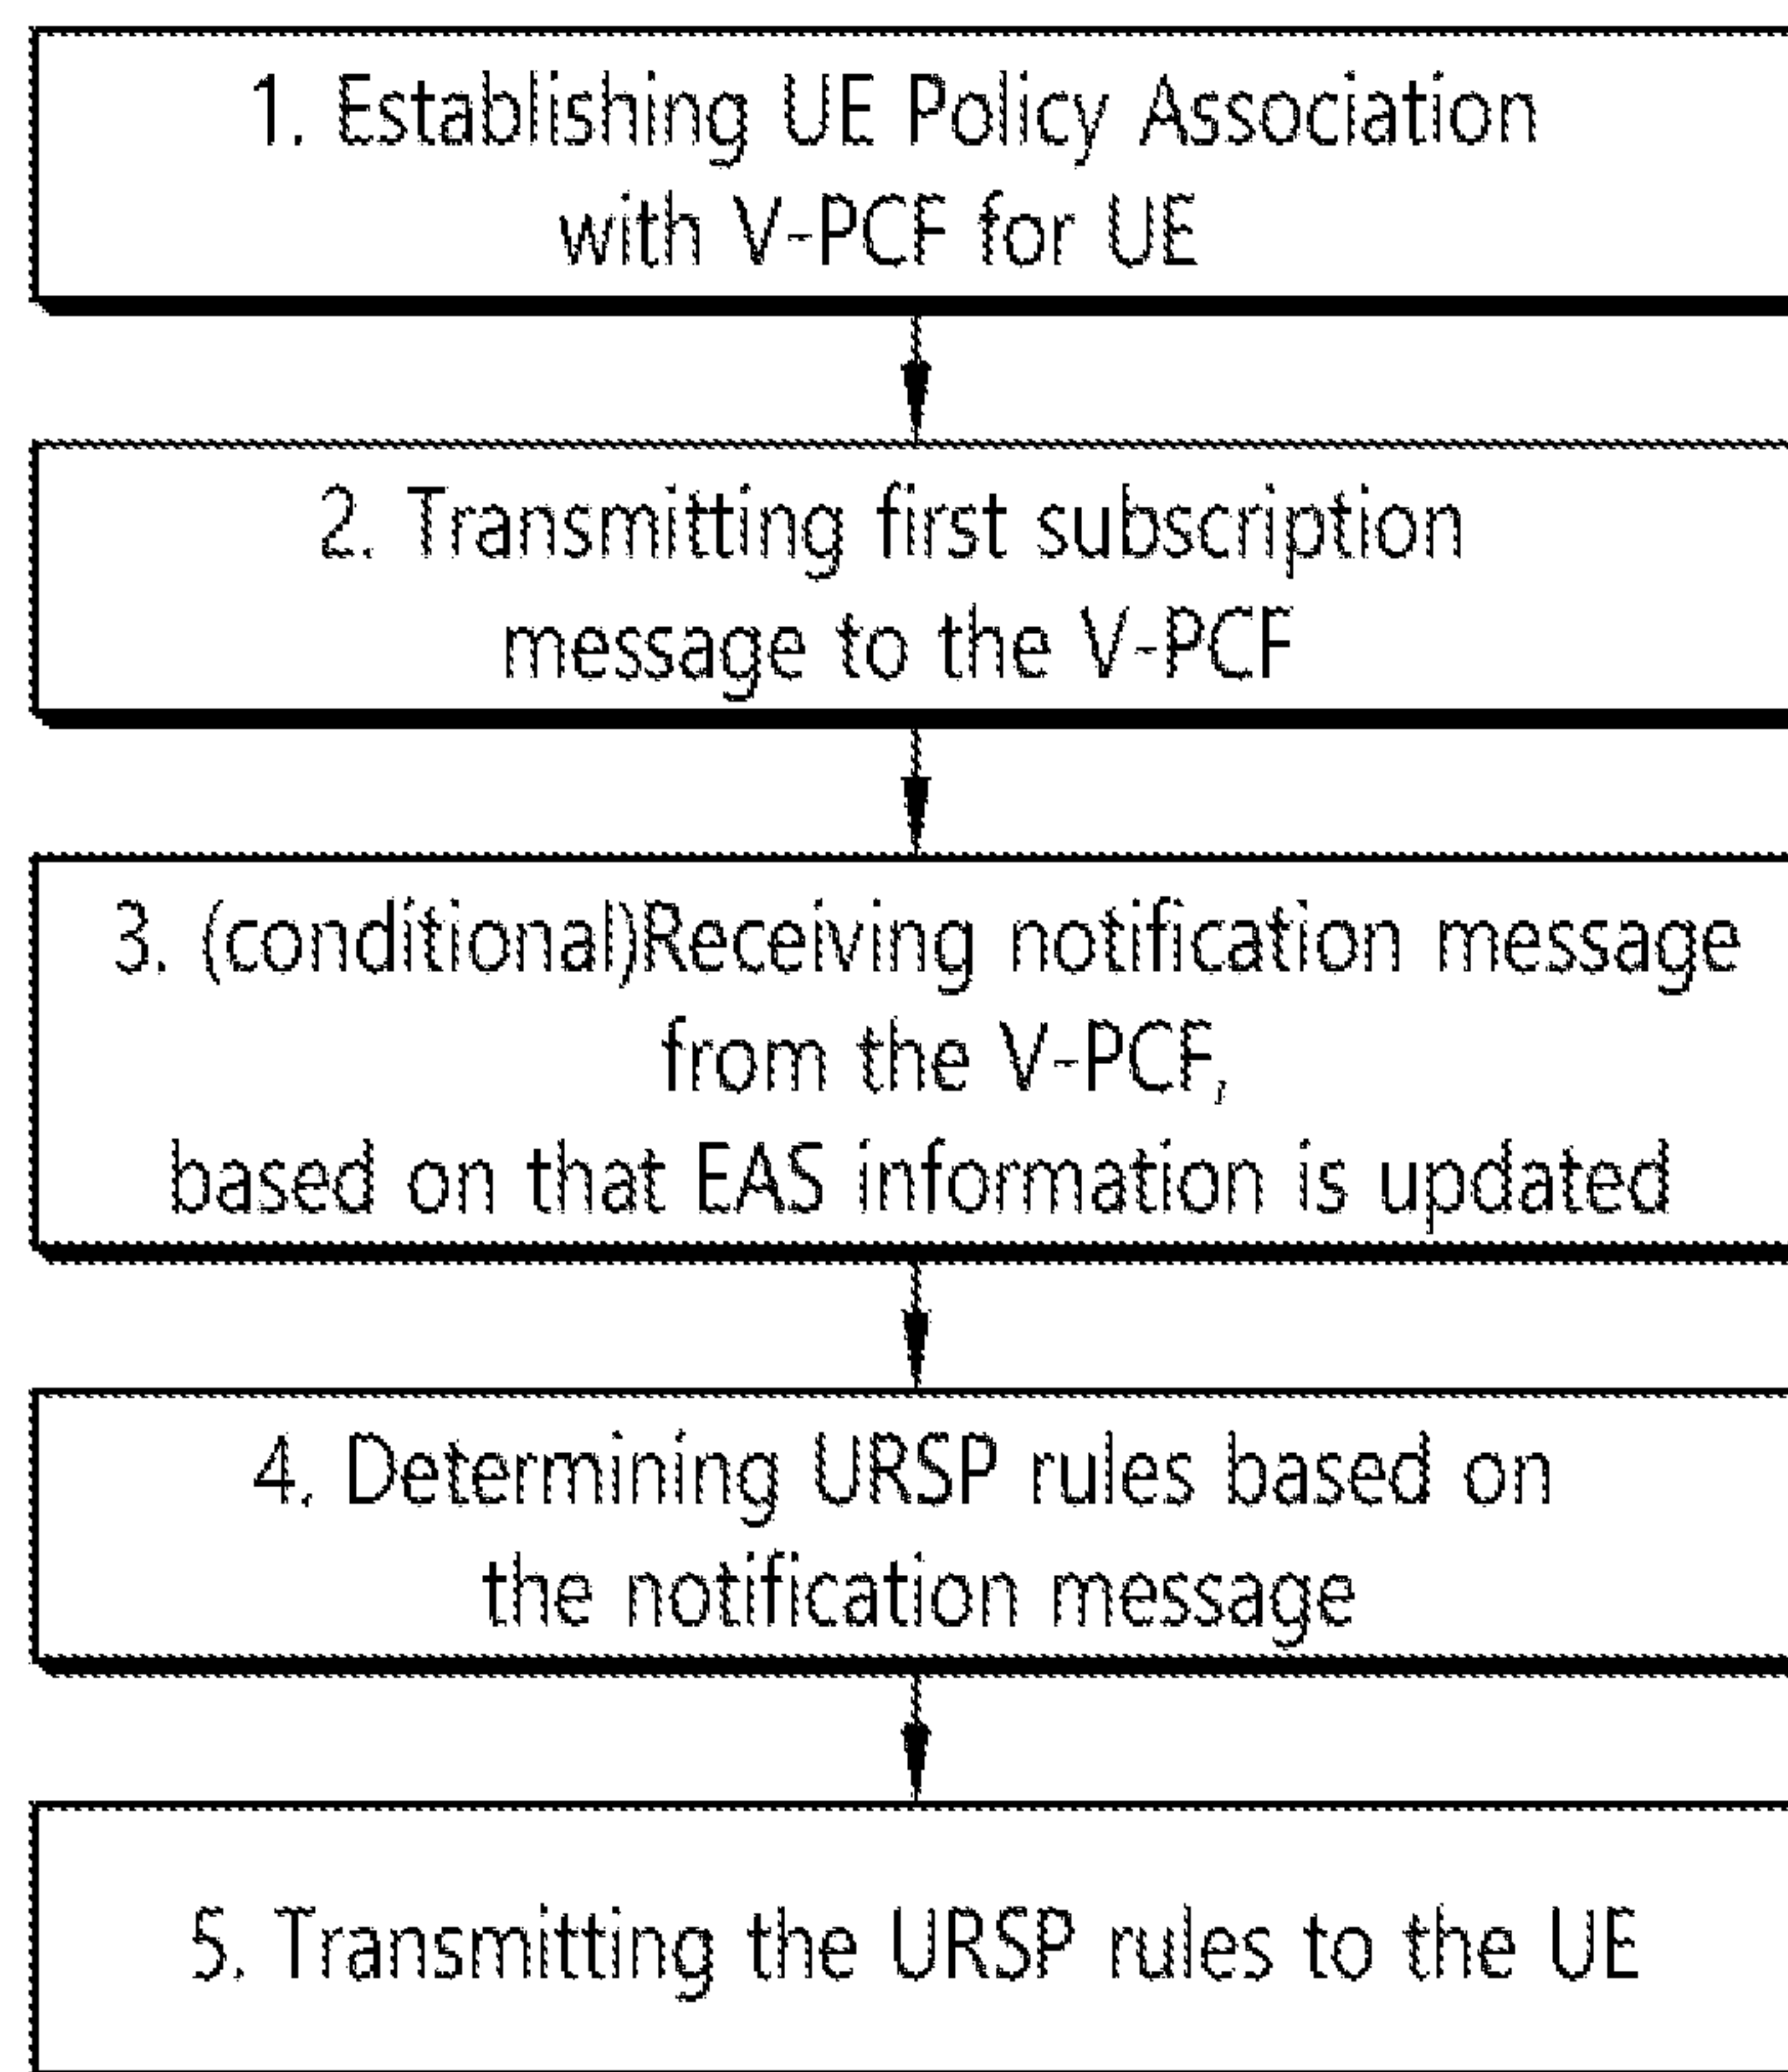 1. Establishing UE Policy Association
with V-PCF for UE
2. Transmitting first subscription
message to the V-PCF
3. (conditional)Receiving notification message
from the V-PCF,
based on that EAS information is updated
4. Determining URSP rules based on
the notification message
5. Transmitting the URSP rules to the UE